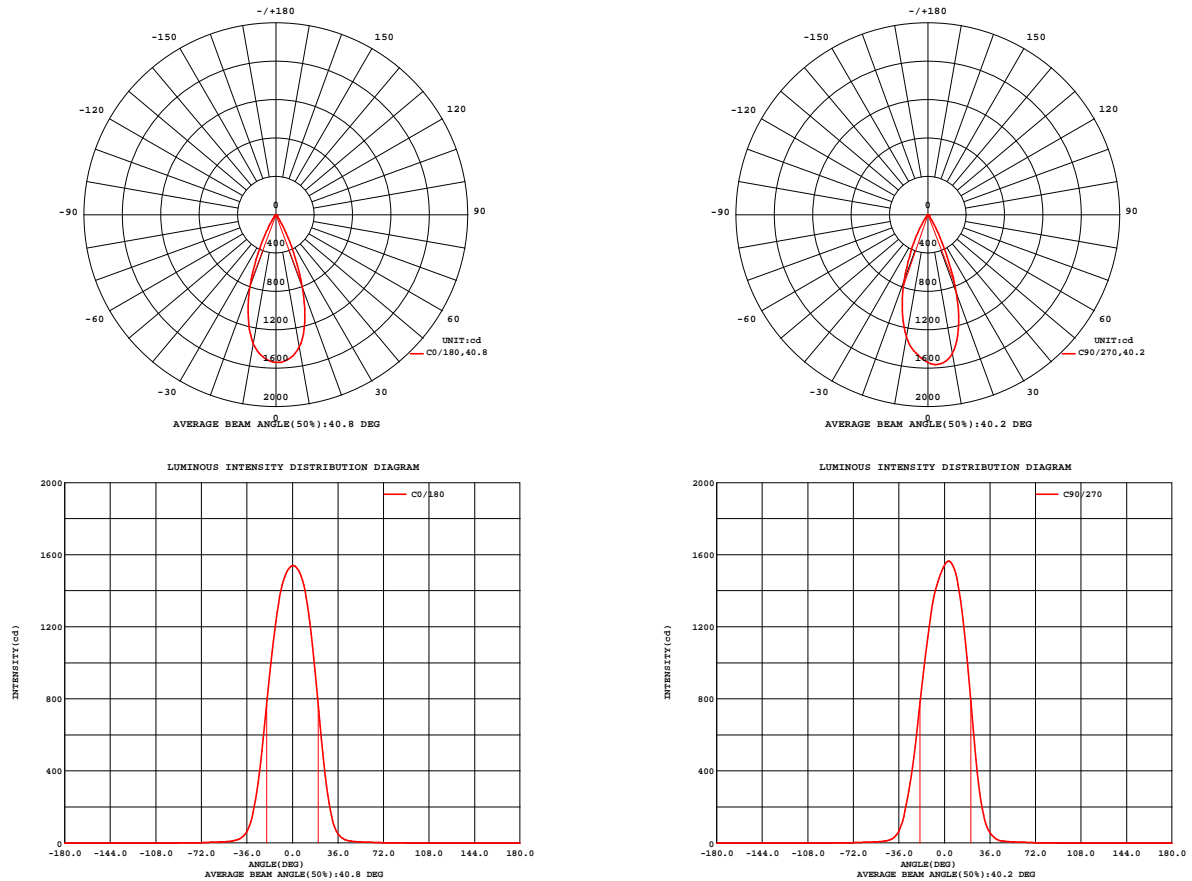 -/+180
-150
150
-120
120
-90
90
-60
60
-30
30
0
400
800
1200
1600
2000
0
UNIT:cd
C0/180,40.8
AVERAGE BEAM ANGLE(50%):40.8 DEG
-/+180
-150
150
-120
120
-90
90
-60
60
-30
30
0
400
800
1200
1600
2000
0
UNIT:cd
C90/270,40.2
AVERAGE BEAM ANGLE(50%):40.2 DEG
LUMINOUS INTENSITY DISTRIBUTION DIAGRAM
C0/180
INTENSITY(cd)
2000
1600
1200
800
400
0
-180.0 -144.0 -108.0 -72.0 -36.0 0.0 36.0 72.0 108.0 144.0 180.0
ANGLE(DEG)
AVERAGE BEAM ANGLE(50%):40.8 DEG
LUMINOUS INTENSITY DISTRIBUTION DIAGRAM
C90/270
INTENSITY(cd)
2000
1600
1200
800
400
0
-180.0 -144.0 -108.0 -72.0 -36.0 0.0 36.0 72.0 108.0 144.0 180.0
ANGLE(DEG)
AVERAGE BEAM ANGLE(50%):40.2 DEG